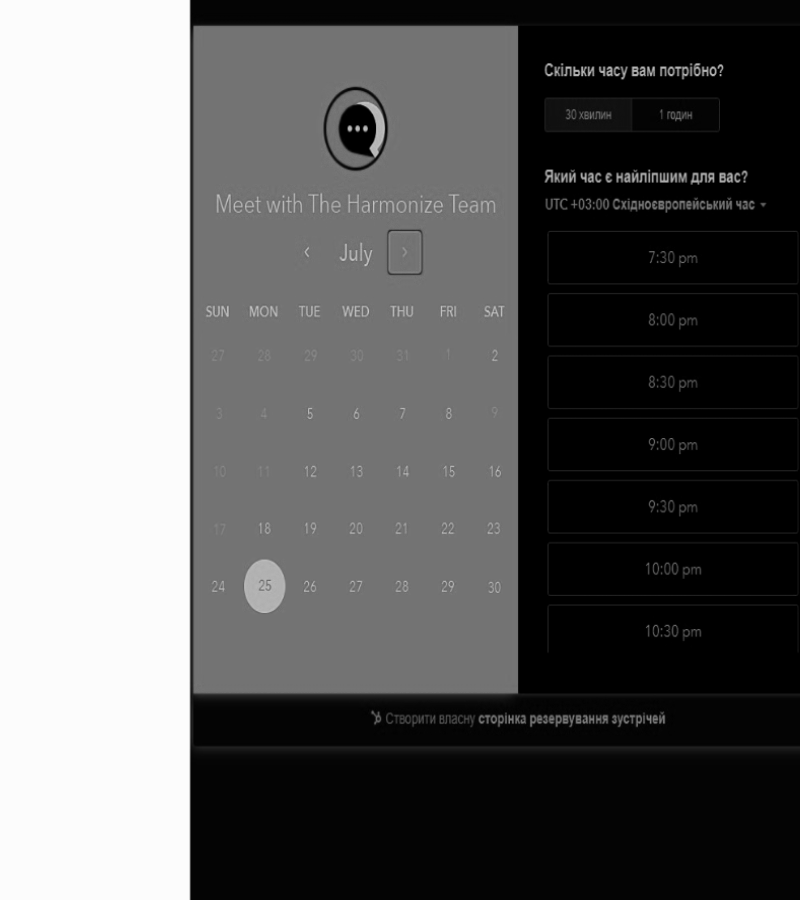 Meet with The Harmonize Team
July
SUN MON TUE WED THU FRI SAT
27 28 29 30 31 1 2
3 4 5 6 7 8 9
10 11 12 13 14 15 16
17 18 19 20 21 22 23
24 25 26 27 28 29 30
Скільки часу вам потрібно?
30 хвилин 1 годин
Який час є найліпшим для вас?
UTC +03:00 Східноєвропейський час
7:30 pm
8:00 pm
8:30 pm
9:00 pm
9:30 pm
10:00 pm
10:30 pm
Створити власну сторінка резервування зустрічей